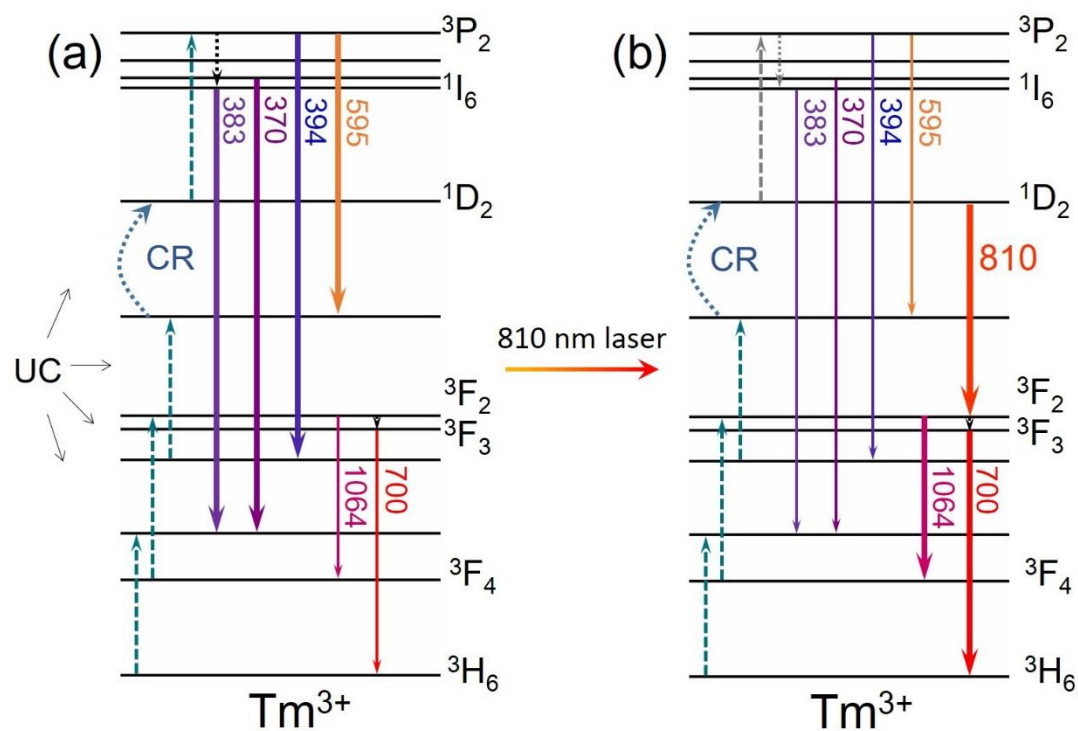 (a)
³P₂
¹I₆
383
370
394
595
¹D₂
CR
UC
³F₂
³F₃
1064
700
³F₄
³H₆
Tm³⁺
810 nm laser
(b)
³P₂
¹I₆
383
370
394
595
¹D₂
CR
810
³F₂
³F₃
1064
700
³F₄
³H₆
Tm³⁺